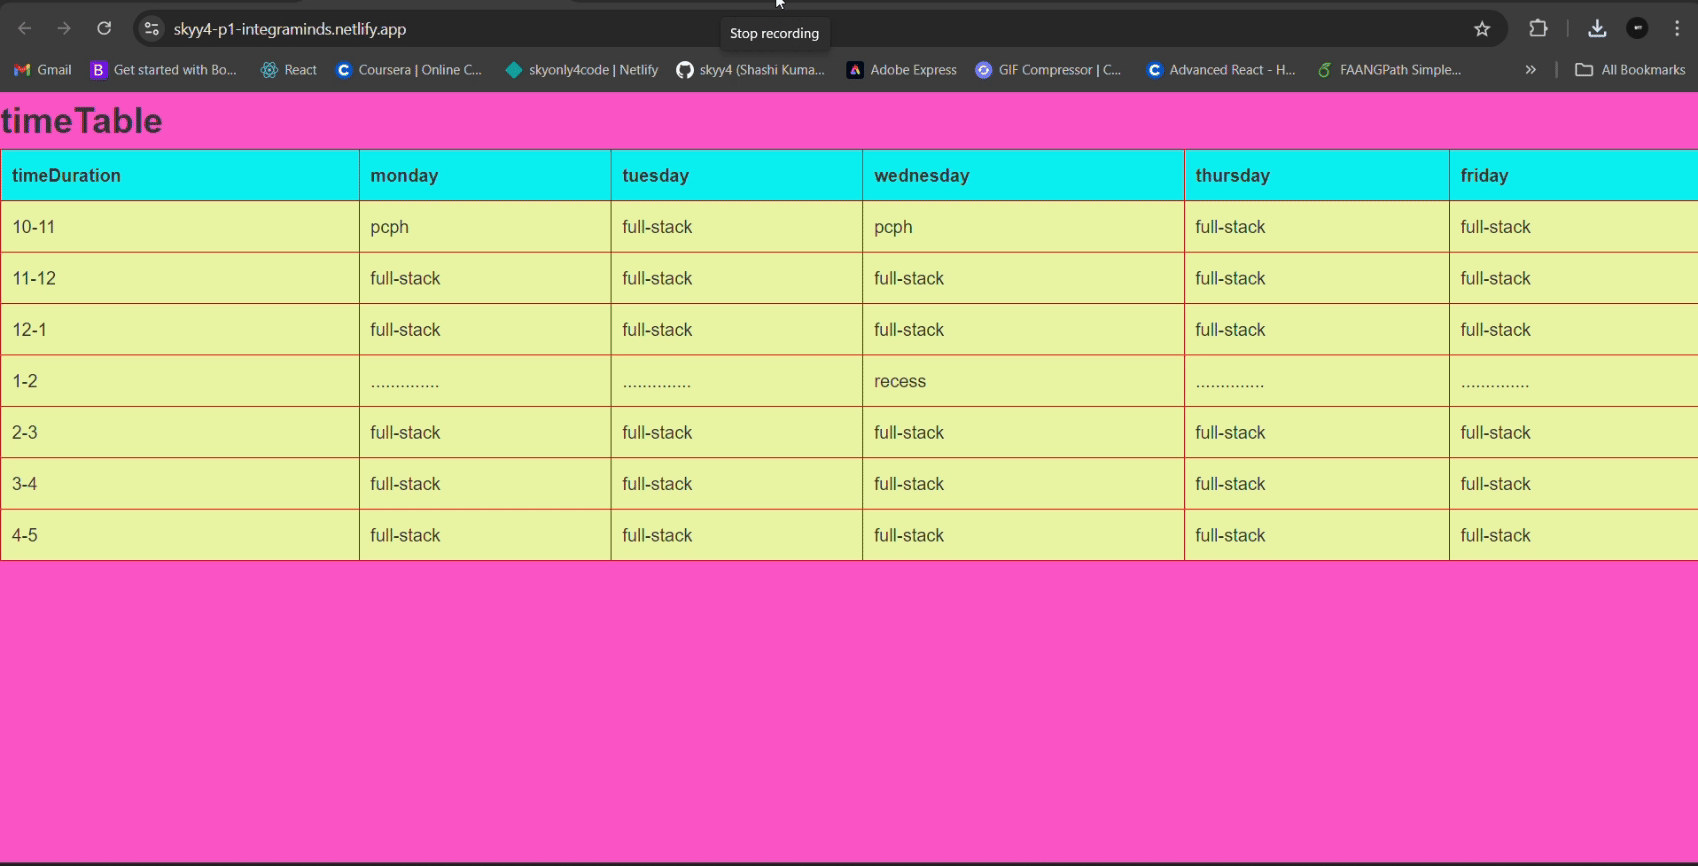 skyy4-p1-integraminds.netlify.app
Stop recording
Gmail Get started with Bo... React Coursera | Online C... skyonly4code | Netlify skyy4 (Shashi Kuma... Adobe Express GIF Compressor | C... Advanced React - H... FAANGPath Simple... » All Bookmarks
timeTable
timeDuration monday tuesday wednesday thursday friday
10-11 pcph full-stack pcph full-stack full-stack
11-12 full-stack full-stack full-stack full-stack full-stack
12-1 full-stack full-stack full-stack full-stack full-stack
1-2 .............. .............. recess .............. ..............
2-3 full-stack full-stack full-stack full-stack full-stack
3-4 full-stack full-stack full-stack full-stack full-stack
4-5 full-stack full-stack full-stack full-stack full-stack